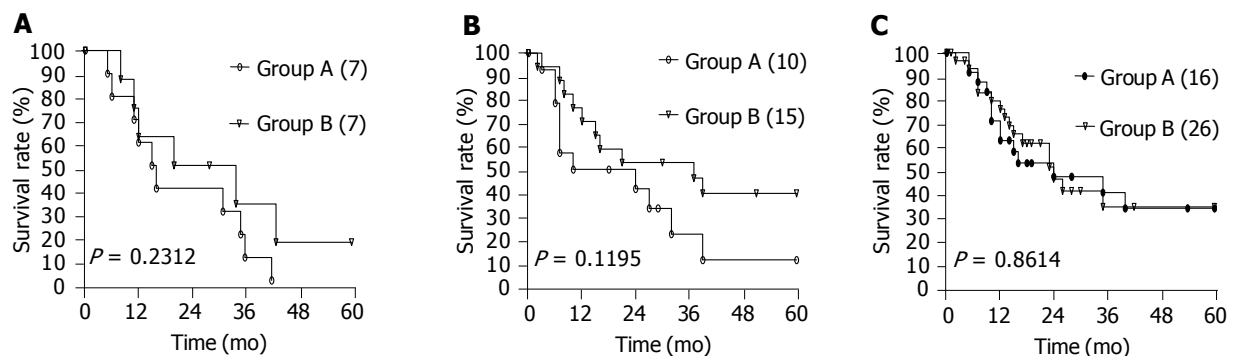 A
Survival rate (%)
100
90
80
70
60
50
40
30
20
10
0
Group A (7)
Group B (7)
P = 0.2312
0 12 24 36 48 60
Time (mo)
B
Survival rate (%)
100
90
80
70
60
50
40
30
20
10
0
Group A (10)
Group B (15)
P = 0.1195
0 12 24 36 48 60
Time (mo)
C
Survival rate (%)
100
90
80
70
60
50
40
30
20
10
0
Group A (16)
Group B (26)
P = 0.8614
0 12 24 36 48 60
Time (mo)